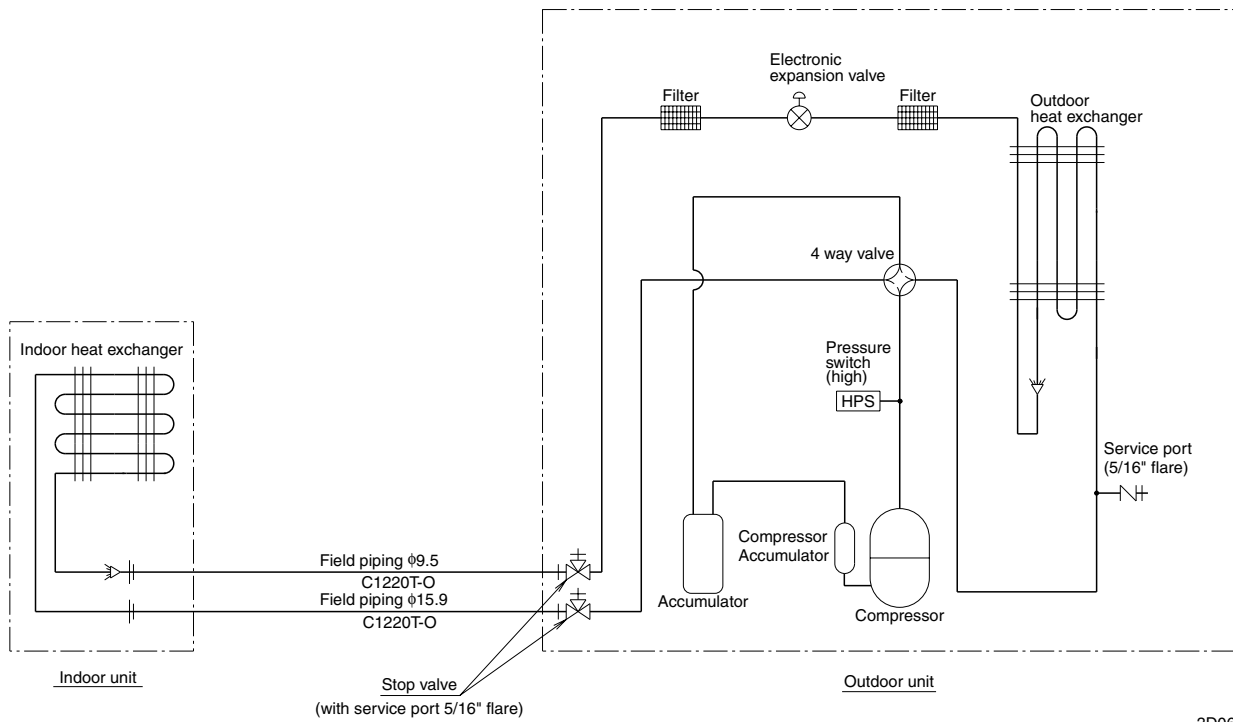 Electronic
expansion valve
Filter
Filter
Outdoor
heat exchanger
4 way valve
Indoor heat exchanger
Pressure
switch
(high)
HPS
Service port
(5/16" flare)
Compressor
Accumulator
Field piping ϕ9.5
C1220T-O
Field piping ϕ15.9
C1220T-O
Accumulator
Compressor
Indoor unit
Stop valve
(with service port 5/16" flare)
Outdoor unit